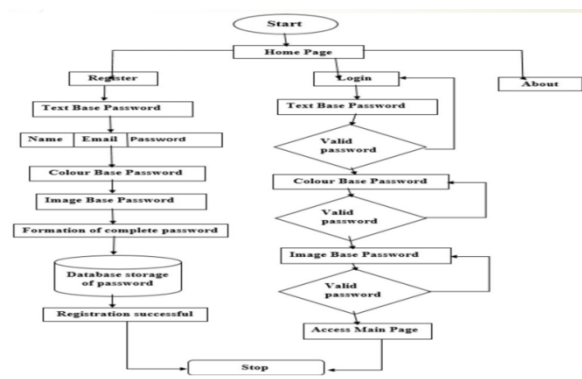 Start
Home Page
Register
Text Base Password
Name Email Password
Colour Base Password
Image Base Password
Formation of complete password
Database storage
of password
Registration successful
Login
Text Base Password
Valid
password
Colour Base Password
Valid
password
Image Base Password
Valid
password
Access Main Page
About
Stop